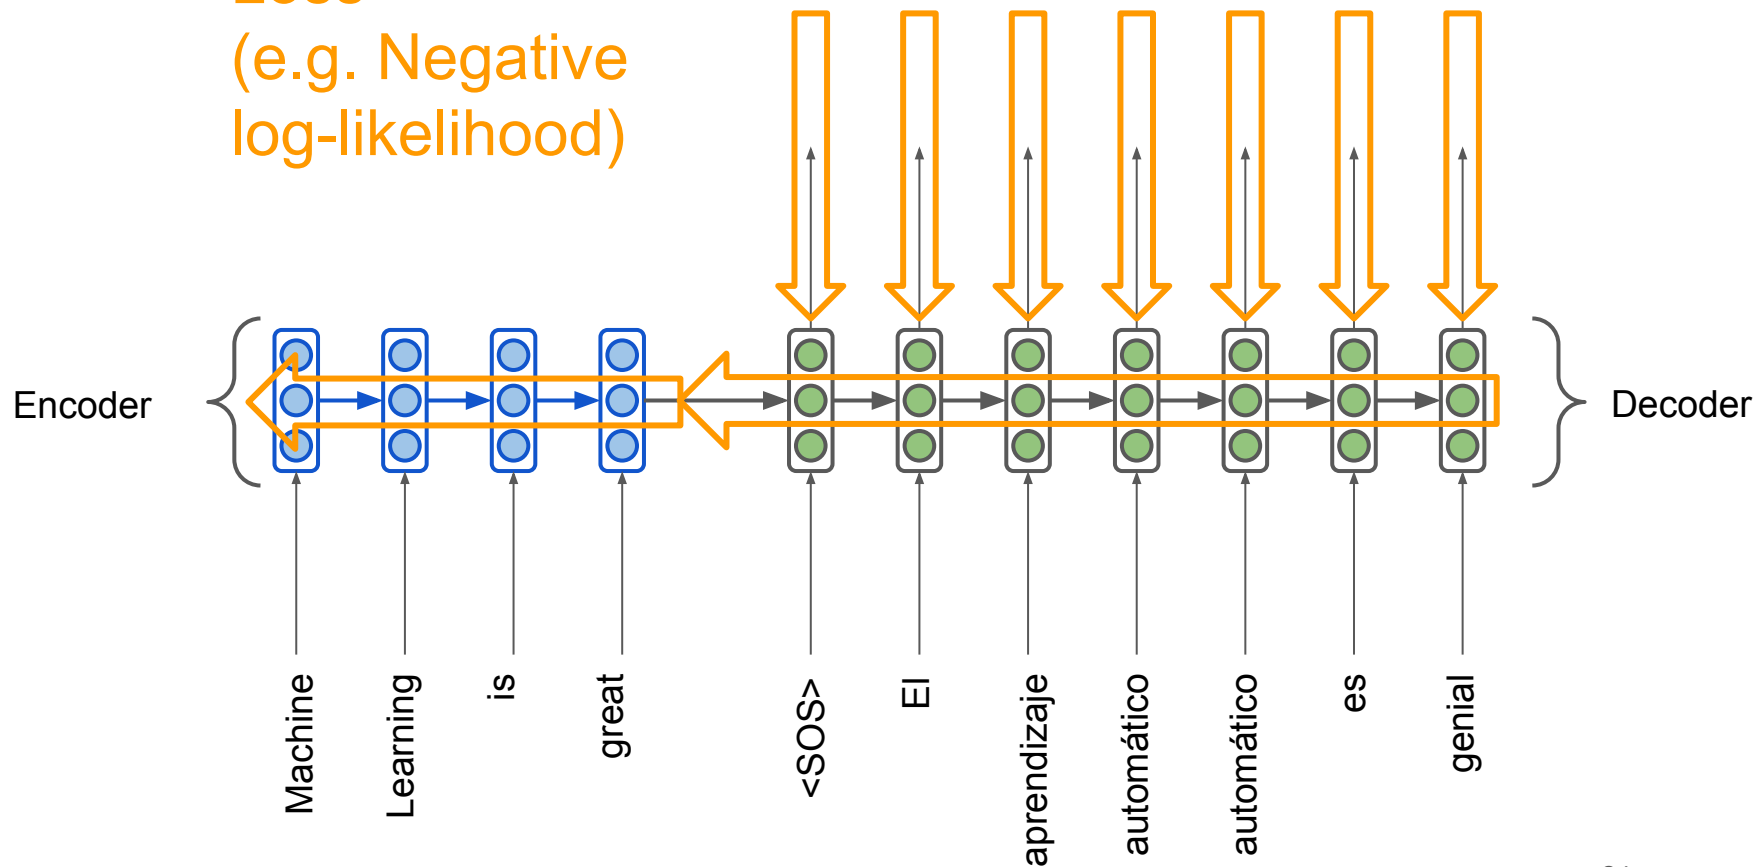 (e.g. Negative
log-likelihood)
Encoder
Decoder
Machine
Learning
is
great
<SOS>
El
aprendizaje
automático
automático
es
genial